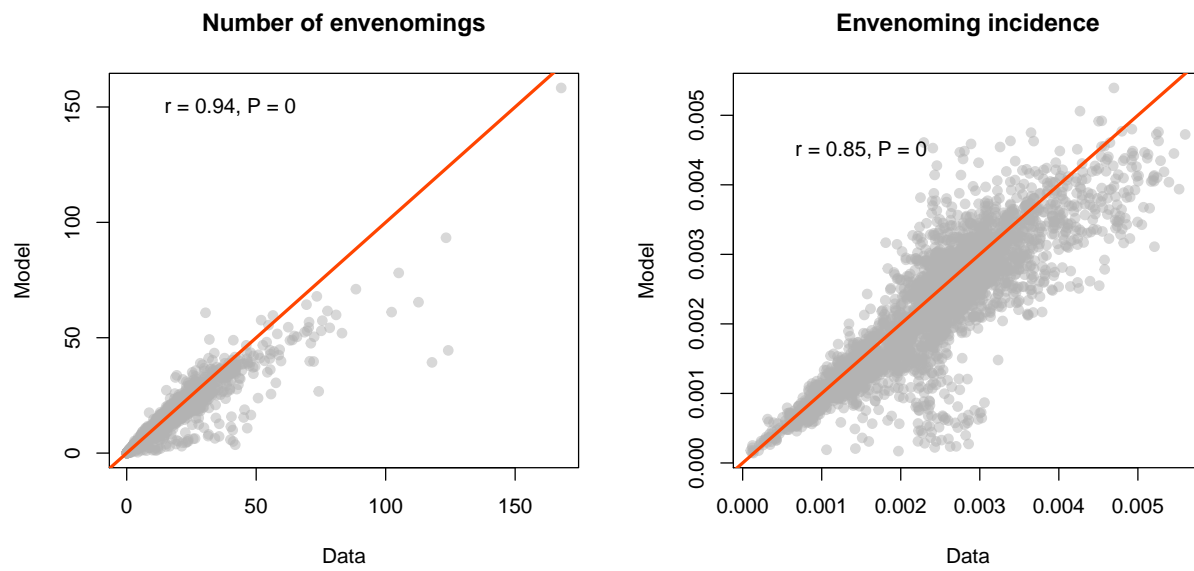 Number of envenomings
r = 0.94, P = 0
150
100
50
0
Model
0 50 100 150
Data
Envenoming incidence
r = 0.85, P = 0
0.005
0.004
0.003
0.002
0.001
0.000
Model
0.000 0.001 0.002 0.003 0.004 0.005
Data